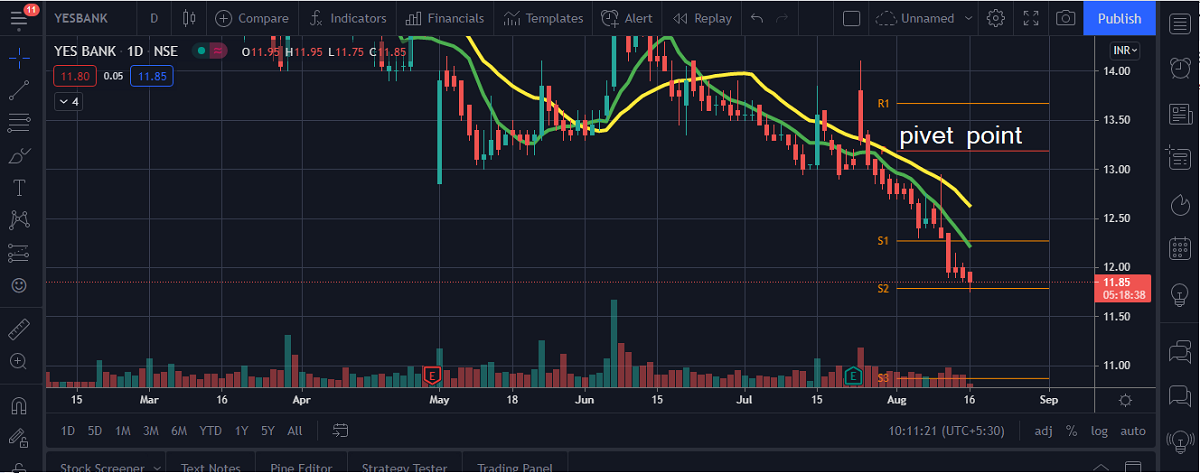 11
YESBANK D Compare Indicators Financials Templates Alert Replay Unnamed Publish
YES BANK · 1D · NSE O11.95 H11.95 L11.75 C11.85
INR
11.80 0.05 11.85
4
14.00
R1
13.50
pivet point
13.00
12.50
S1
12.00
11.85
05:18:38
S2
11.50
11.00
E
E
S3
15 Mar 18 Apr May 18 Jun 15 Jul 15 Aug 16 Sep
1D 5D 1M 3M 6M YTD 1Y 5Y All 10:11:21 (UTC+5:30) adj % log auto
Stock Screener Text Notes Pine Editor Strategy Tester Trading Panel